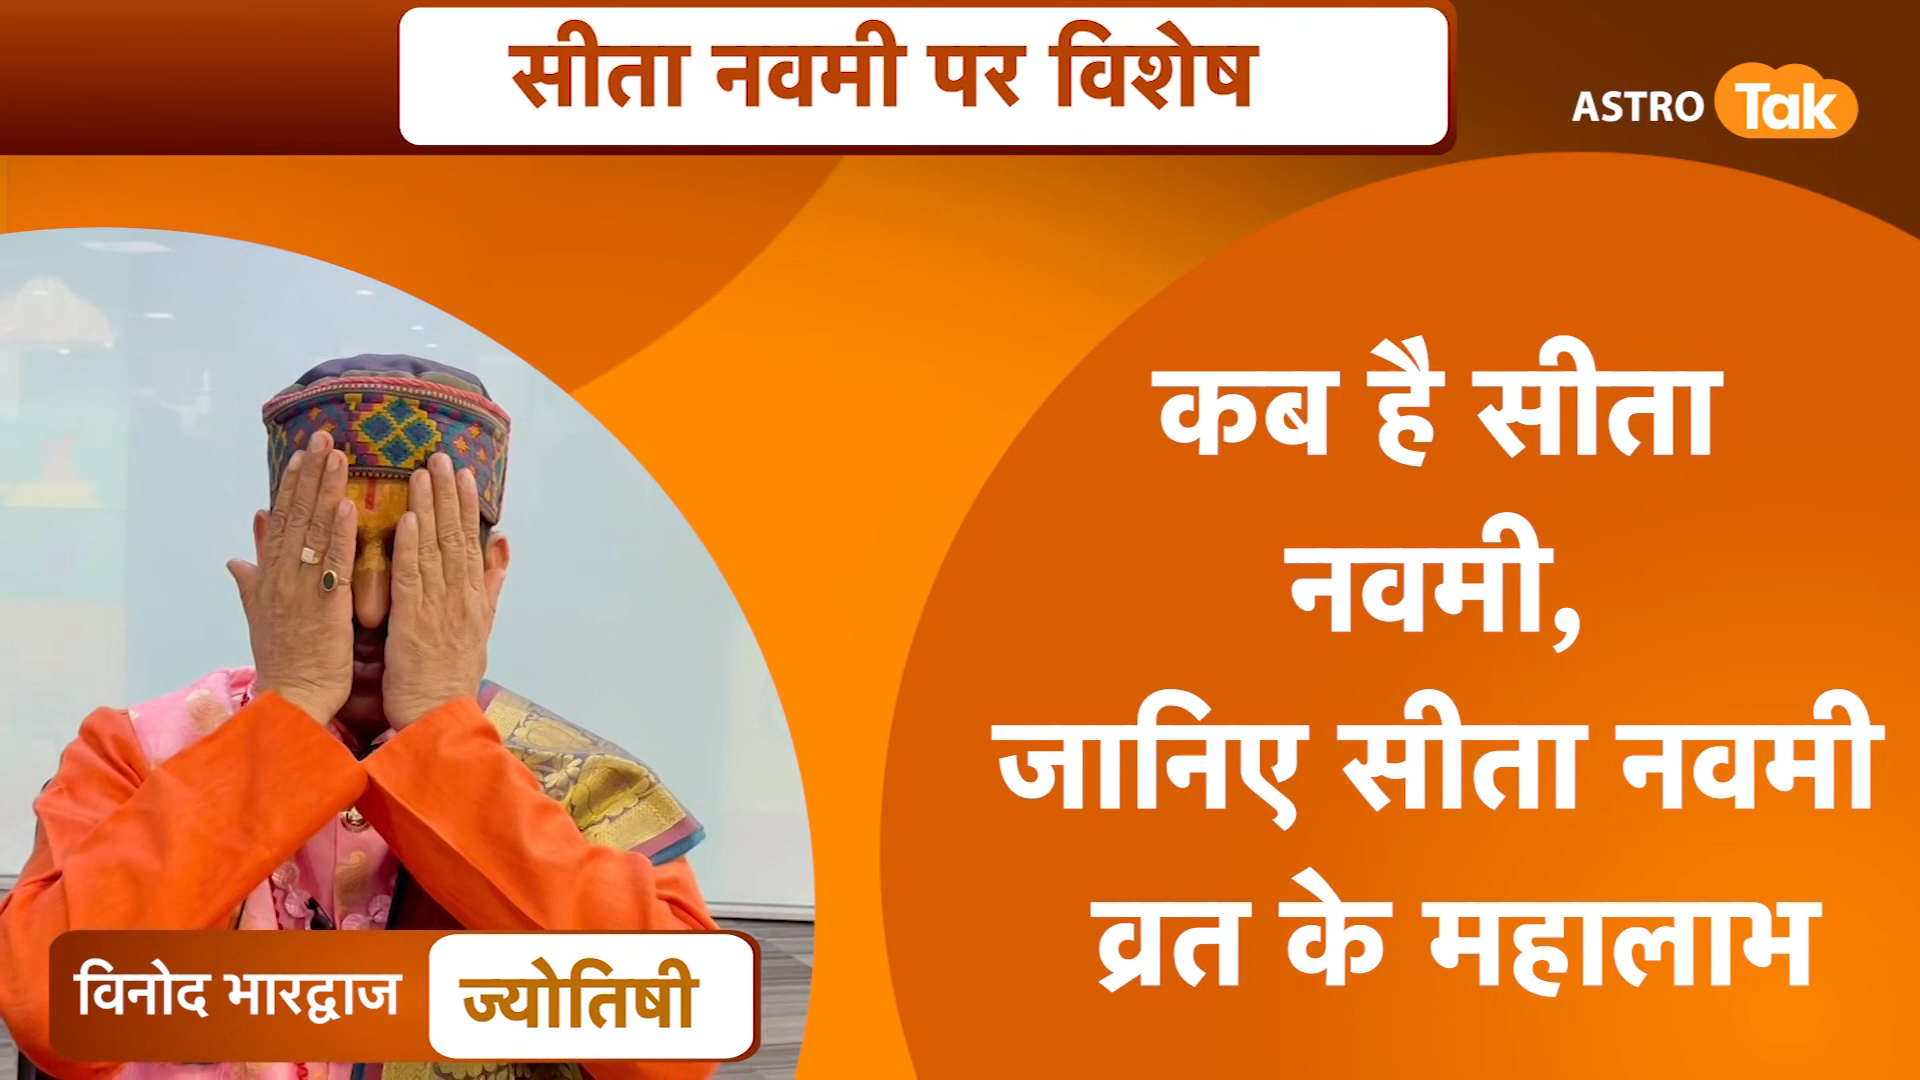 सीता नवमी पर विशेष
ASTRO Tak
कब है सीता
नवमी,
जानिए सीता नवमी
व्रत के महालाभ
विनोद भारद्वाज
ज्योतिषी